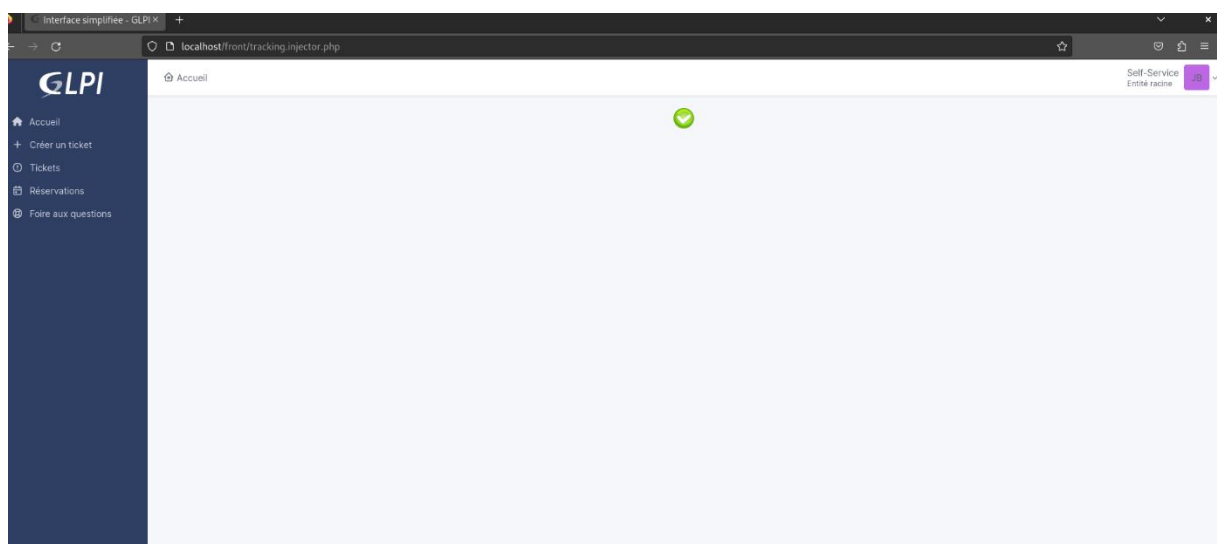 Interface simplifiée - GLPI
localhost/front/tracking.injector.php
GLPI
Accueil
Self-Service
Entité racine
JB
Accueil
Créer un ticket
Tickets
Réservations
Foire aux questions